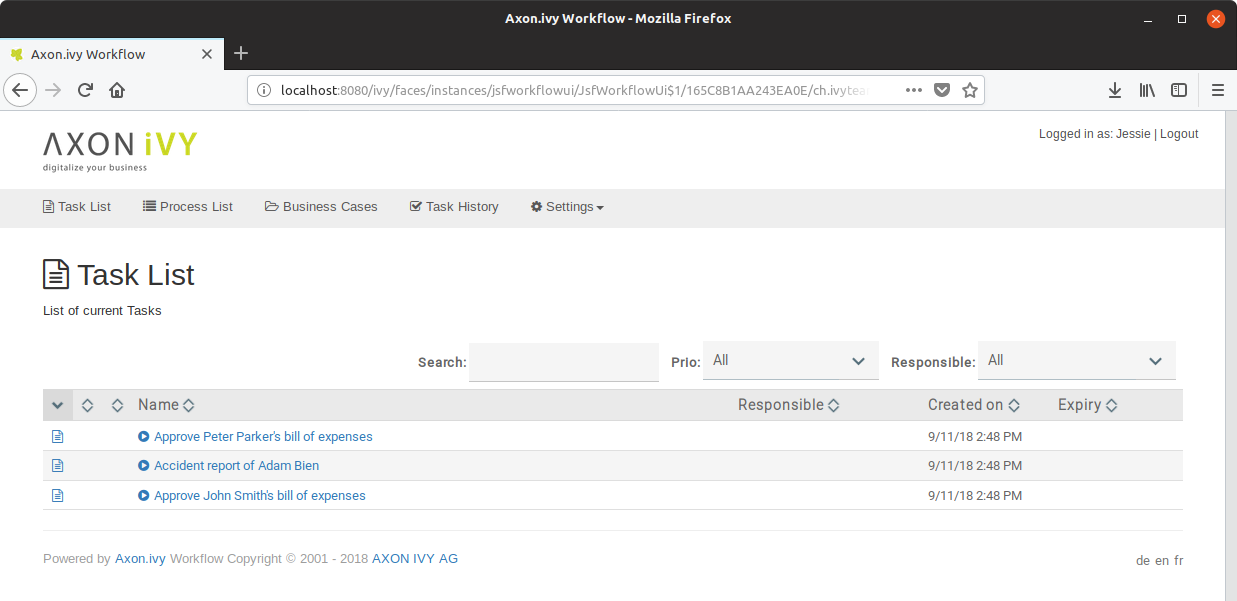 Axon.ivy Workflow - Mozilla Firefox
Axon.ivy Workflow
localhost:8080/ivy/faces/instances/jsfworkflowui/JsfWorkflowUi$1/165C8B1AA243EA0E/ch.ivytea
AXON iVY
digitalize your business
Logged in as: Jessie | Logout
Task List Process List Business Cases Task History Settings
Task List
List of current Tasks
Search: Prio: All Responsible: All
Name Responsible Created on Expiry
Approve Peter Parker's bill of expenses 9/11/18 2:48 PM
Accident report of Adam Bien 9/11/18 2:48 PM
Approve John Smith's bill of expenses 9/11/18 2:48 PM
Powered by Axon.ivy Workflow Copyright © 2001 - 2018 AXON IVY AG
de en fr